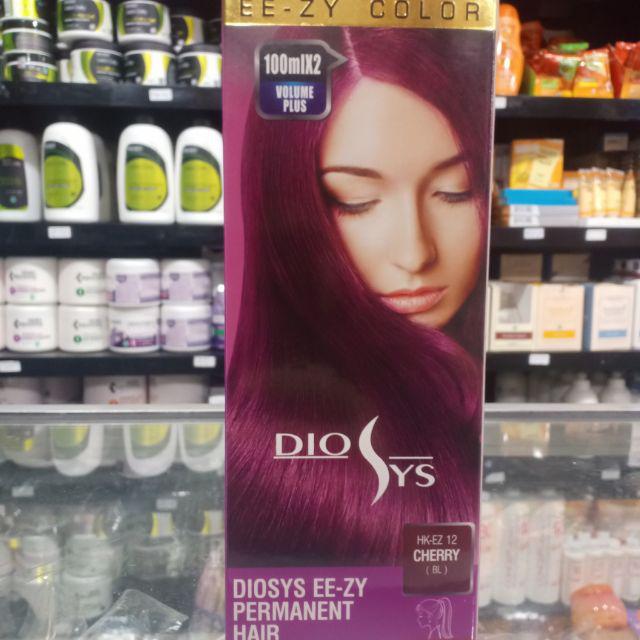 EE-ZY COLOR
100mlX2
VOLUME
PLUS
DIOSYS
HK-EZ 12
CHERRY
( BL )
DIOSYS EE-ZY
PERMANENT
HAIR